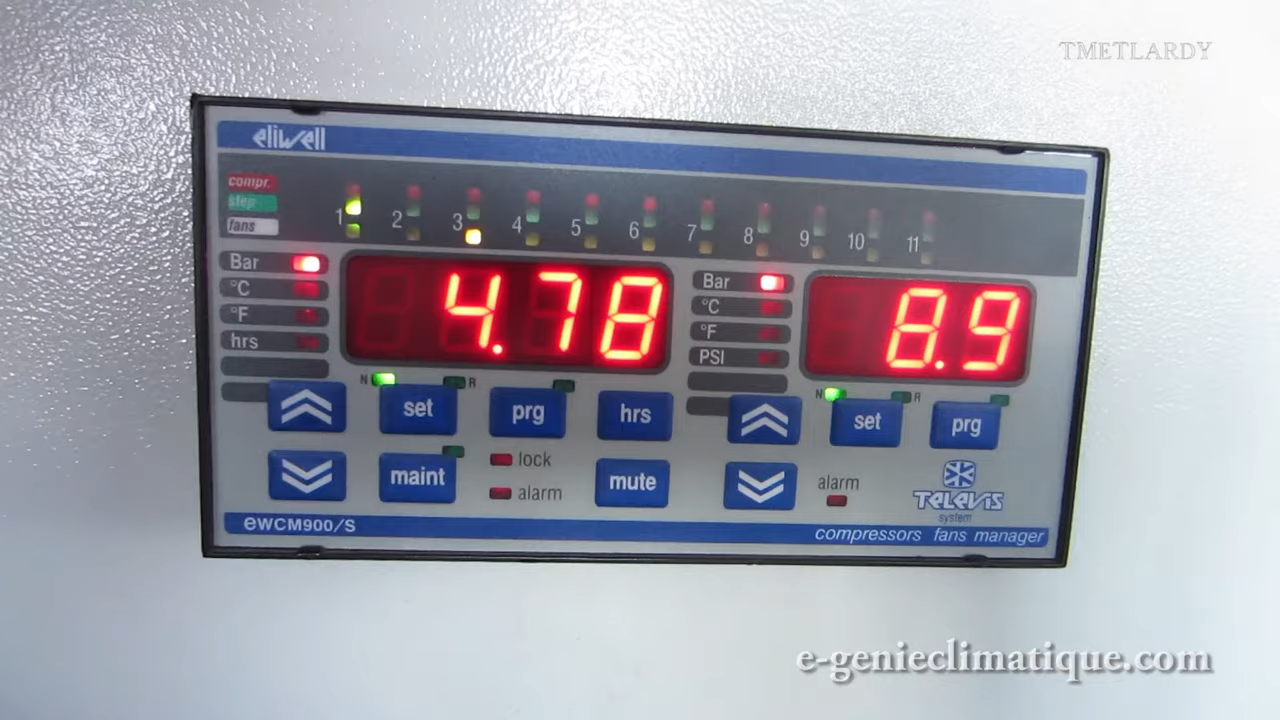 TMETLARDY
eliwell
compr.
step
fans
1 2 3 4 5 6 7 8 9 10 11
Bar
°C
°F
hrs
4.78
Bar
°C
°F
PSI
8.9
N R
set prg hrs
maint
lock
alarm
mute
N R
set prg
alarm
TELEVIS
system
eWCM900/S
compressors fans manager
e-genieclimatique.com